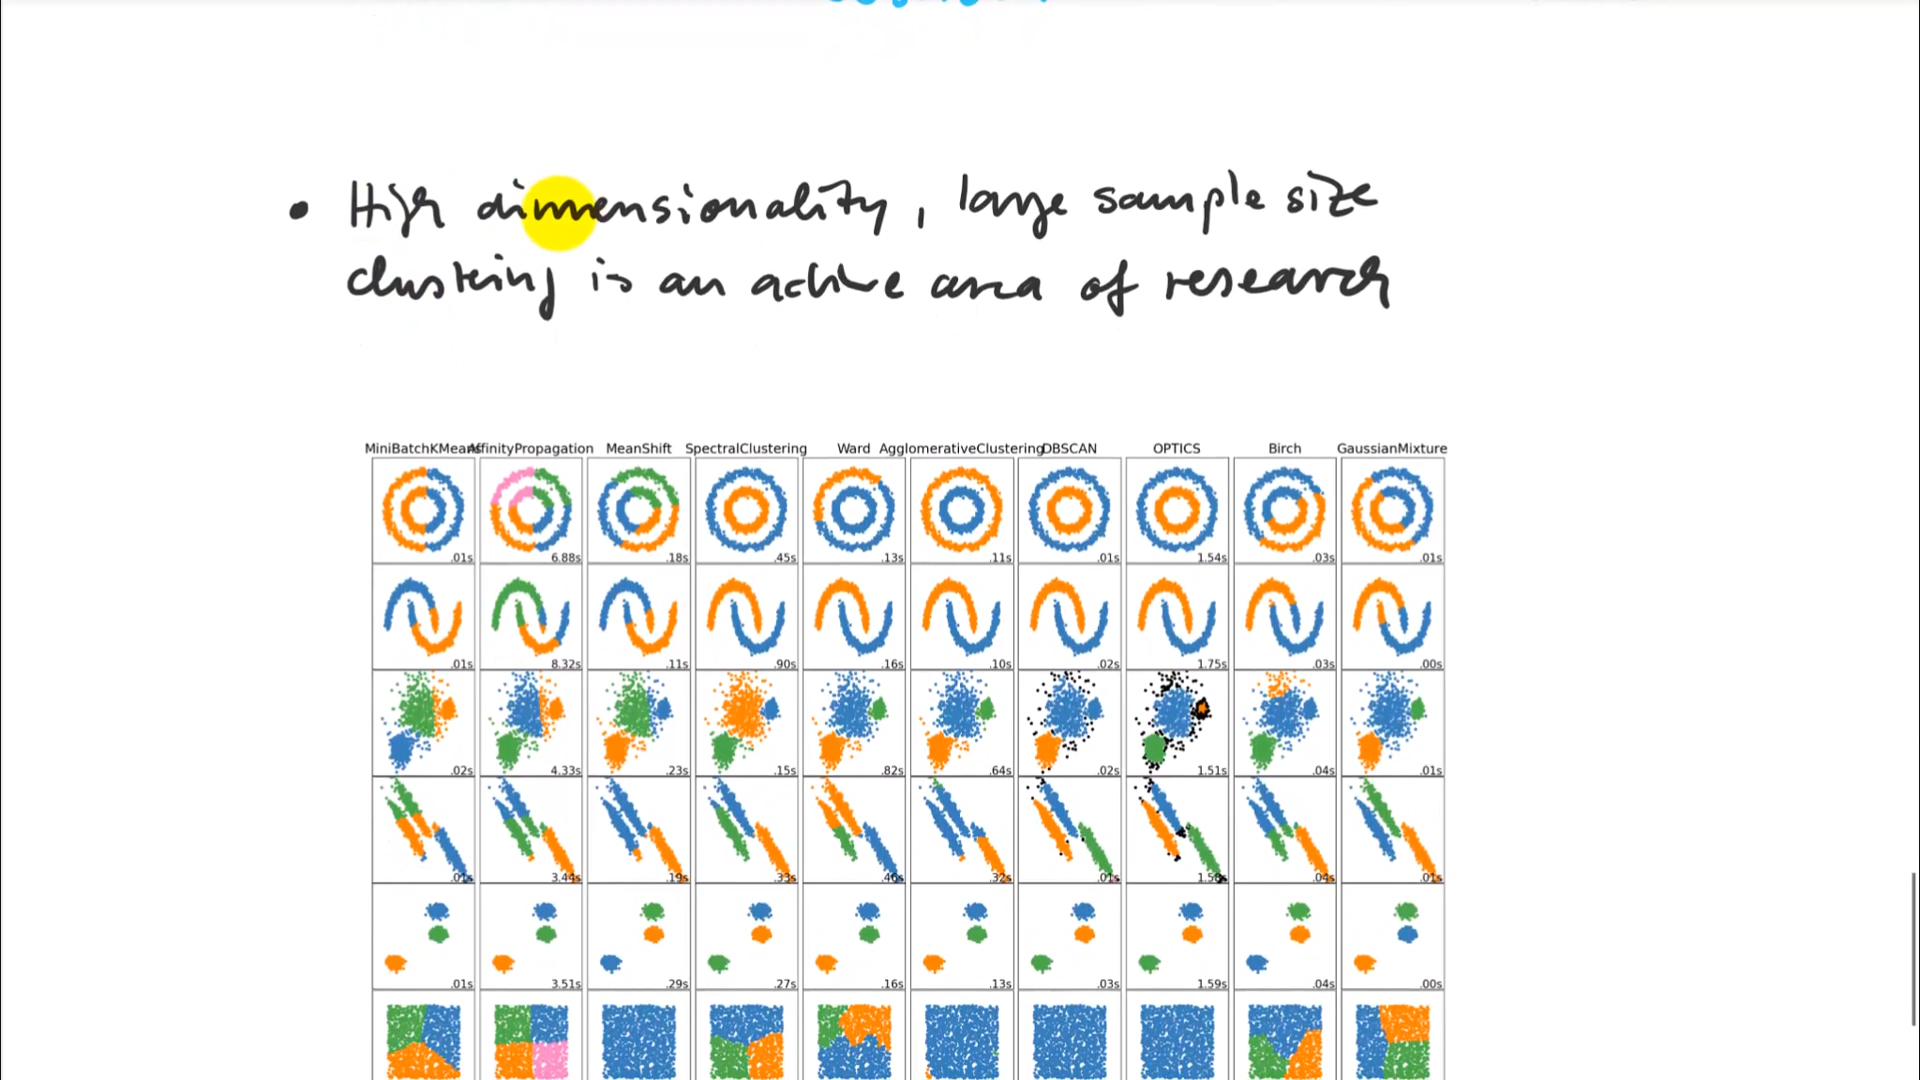 • High dimensionality, large sample size
clustering is an active area of research
MiniBatchKMeans AffinityPropagation MeanShift SpectralClustering Ward AgglomerativeClustering DBSCAN OPTICS Birch GaussianMixture
.01s 6.88s .18s .45s .13s .11s .01s 1.54s .03s .01s
.01s 8.32s .11s .90s .16s .10s .02s 1.75s .03s .00s
.02s 4.33s .23s .15s .82s .64s .02s 1.51s .04s .01s
.01s 3.44s .19s .33s .46s .32s .01s .04s .01s
.01s 3.51s .29s .27s .16s .13s .03s 1.59s .04s .00s